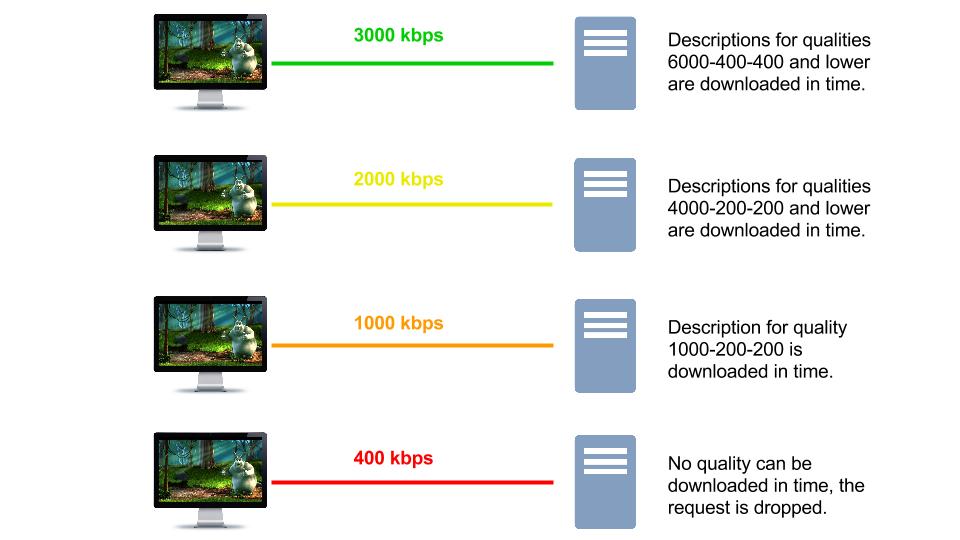 3000 kbps
Descriptions for qualities
6000-400-400 and lower
are downloaded in time.
2000 kbps
Descriptions for qualities
4000-200-200 and lower
are downloaded in time.
1000 kbps
Description for quality
1000-200-200 is
downloaded in time.
400 kbps
No quality can be
downloaded in time, the
request is dropped.